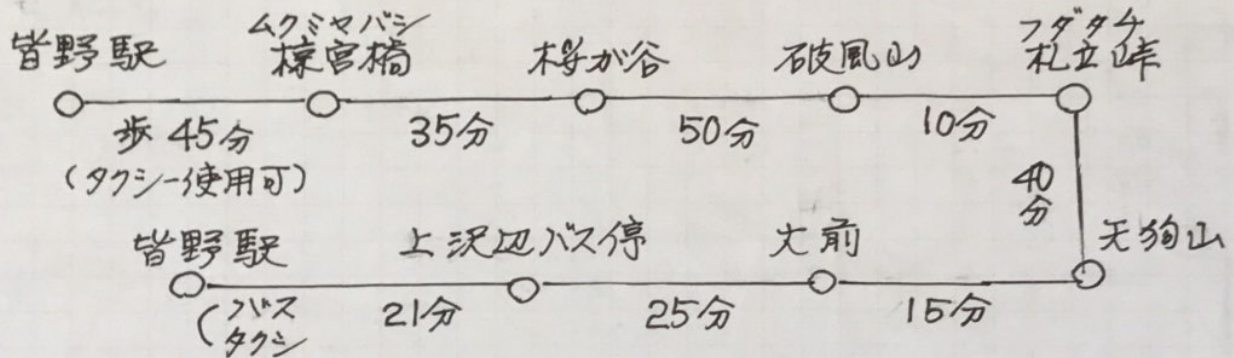 皆野駅 ムクミヤバシ 椋宮橋 桜が谷 破風山 フダタチ 札立峠
歩45分 35分 50分 10分
(タクシー使用可)
40分
皆野駅 上沢辺バス停 大前 天狗山
(バス 21分 25分 15分
タクシ